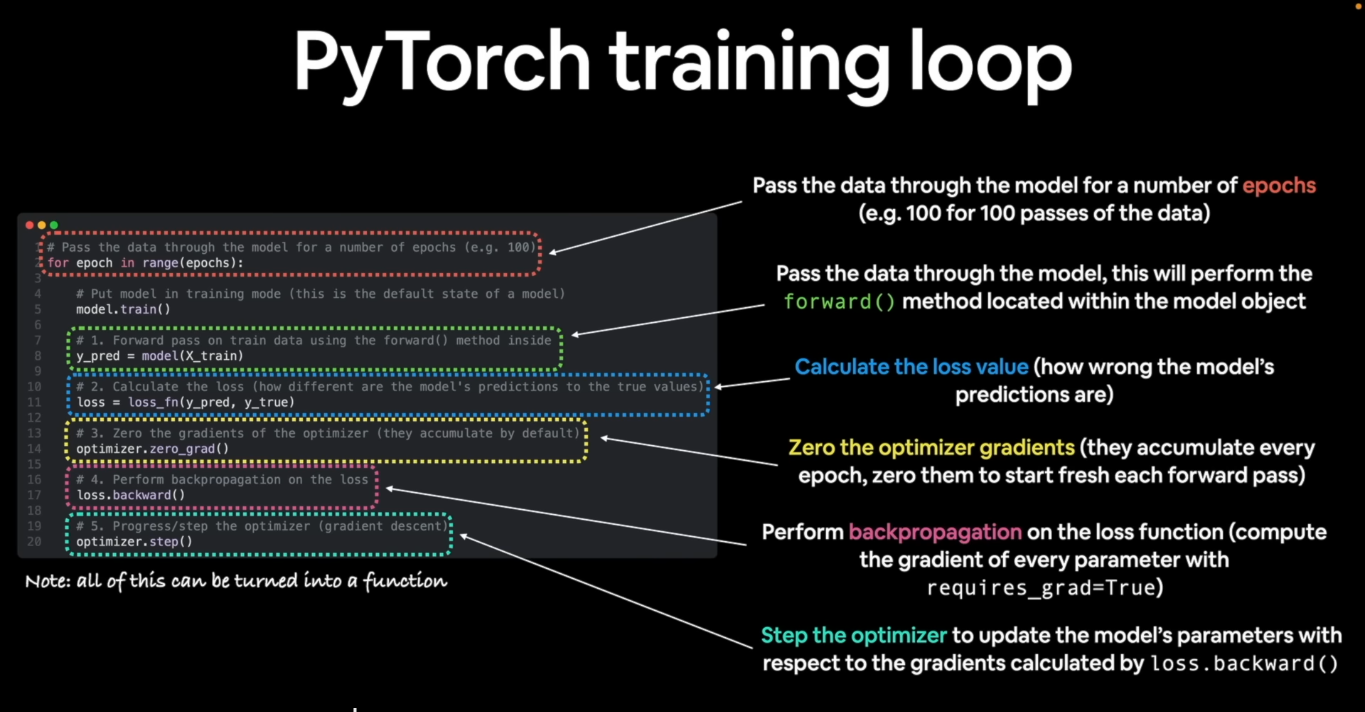 PyTorch training loop
1 # Pass the data through the model for a number of epochs (e.g. 100)
2 for epoch in range(epochs):
3
4 # Put model in training mode (this is the default state of a model)
5 model.train()
6
7 # 1. Forward pass on train data using the forward() method inside
8 y_pred = model(X_train)
9
10 # 2. Calculate the loss (how different are the model's predictions to the true values)
11 loss = loss_fn(y_pred, y_true)
12
13 # 3. Zero the gradients of the optimizer (they accumulate by default)
14 optimizer.zero_grad()
15
16 # 4. Perform backpropagation on the loss
17 loss.backward()
18
19 # 5. Progress/step the optimizer (gradient descent)
20 optimizer.step()
Note: all of this can be turned into a function
Pass the data through the model for a number of epochs
(e.g. 100 for 100 passes of the data)
Pass the data through the model, this will perform the
forward() method located within the model object
Calculate the loss value (how wrong the model's
predictions are)
Zero the optimizer gradients (they accumulate every
epoch, zero them to start fresh each forward pass)
Perform backpropagation on the loss function (compute
the gradient of every parameter with
requires_grad=True)
Step the optimizer to update the model's parameters with
respect to the gradients calculated by loss.backward()